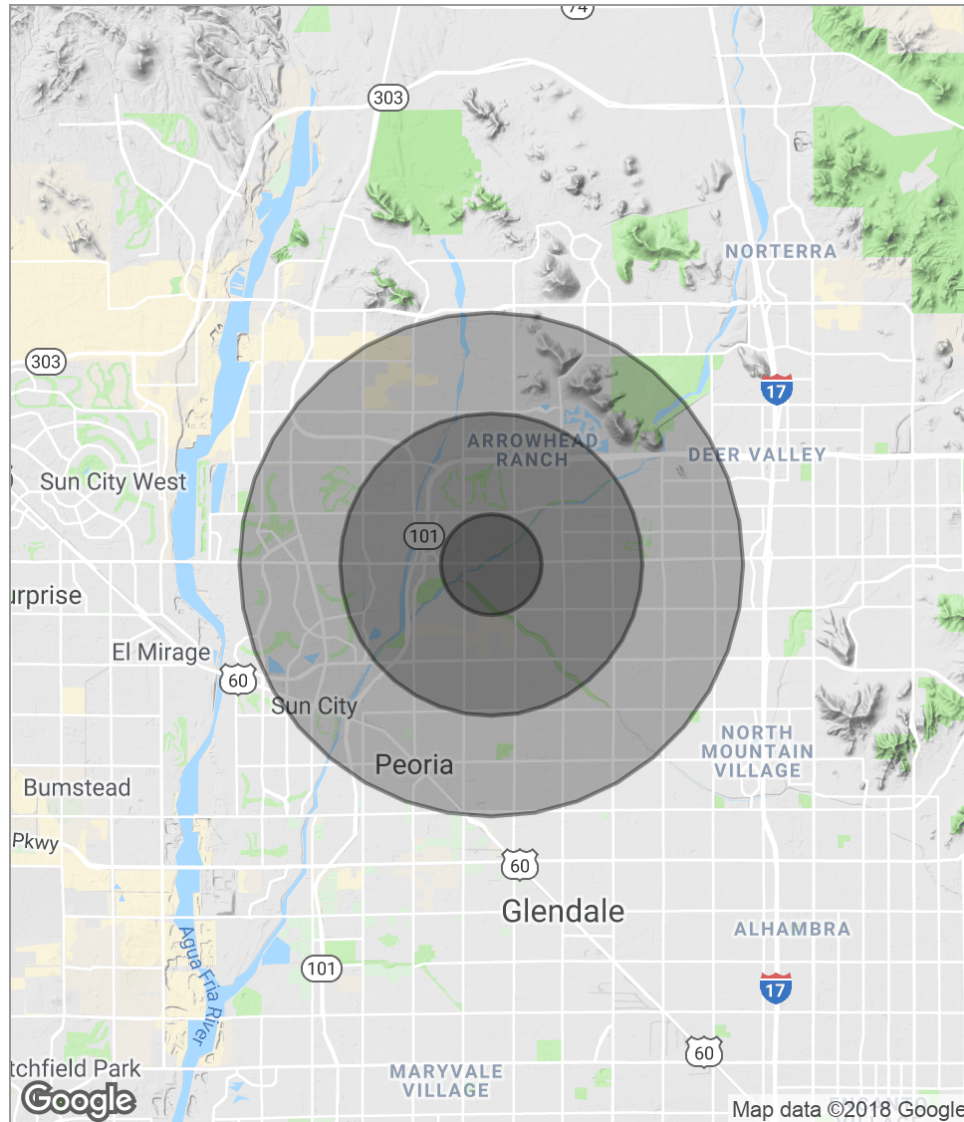 74
303
NORTERRA
303
17
ARROWHEAD
RANCH
DEER VALLEY
Sun City West
101
urprise
El Mirage
60
Sun City
NORTH
MOUNTAIN
VILLAGE
Peoria
Bumstead
Pkwy
60
Glendale
ALHAMBRA
Agua Fria River
101
17
60
tchfield Park
MARYVALE
VILLAGE
Google
Map data ©2018 Google